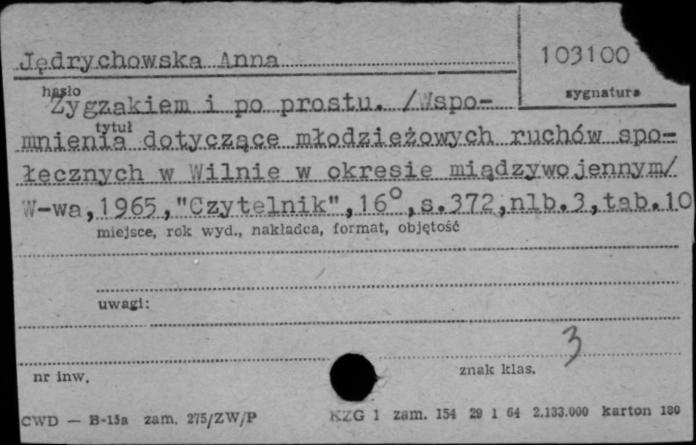 Jędrychowska Anna
103100
hasło
sygnatura
Zygzakiem i po prostu. /Wspo-
tytuł
mnienia dotyczące młodzieżowych ruchów spo-
łecznych w Wilnie w okresie miądzywojennym/
W-wa,1965,"Czytelnik",16°,s.372,nlb.3,tab.10
miejsce, rok wyd., nakładca, format, objętość
uwagi:
3
nr inw.
znak klas.
CWD — B-15a zam. 275/ZW/P
KZG 1 zam. 154 29 1 64 2.133.000 karton 180